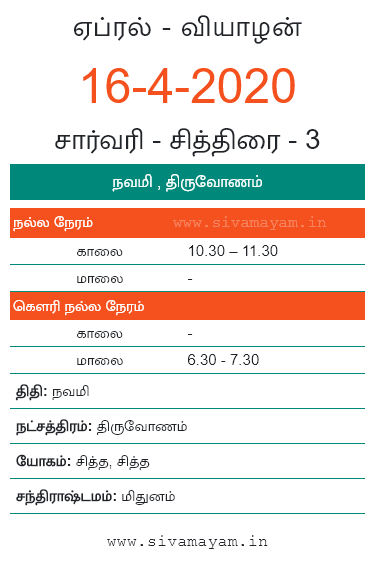 ஏப்ரல் - வியாழன்
16-4-2020
சார்வரி - சித்திரை - 3
நவமி , திருவோணம்
நல்ல நேரம் www.sivamayam.in
காலை 10.30 – 11.30
மாலை -
கௌரி நல்ல நேரம்
காலை -
மாலை 6.30 - 7.30
திதி: நவமி
நட்சத்திரம்: திருவோணம்
யோகம்: சித்த, சித்த
சந்திராஷ்டமம்: மிதுனம்
www.sivamayam.in